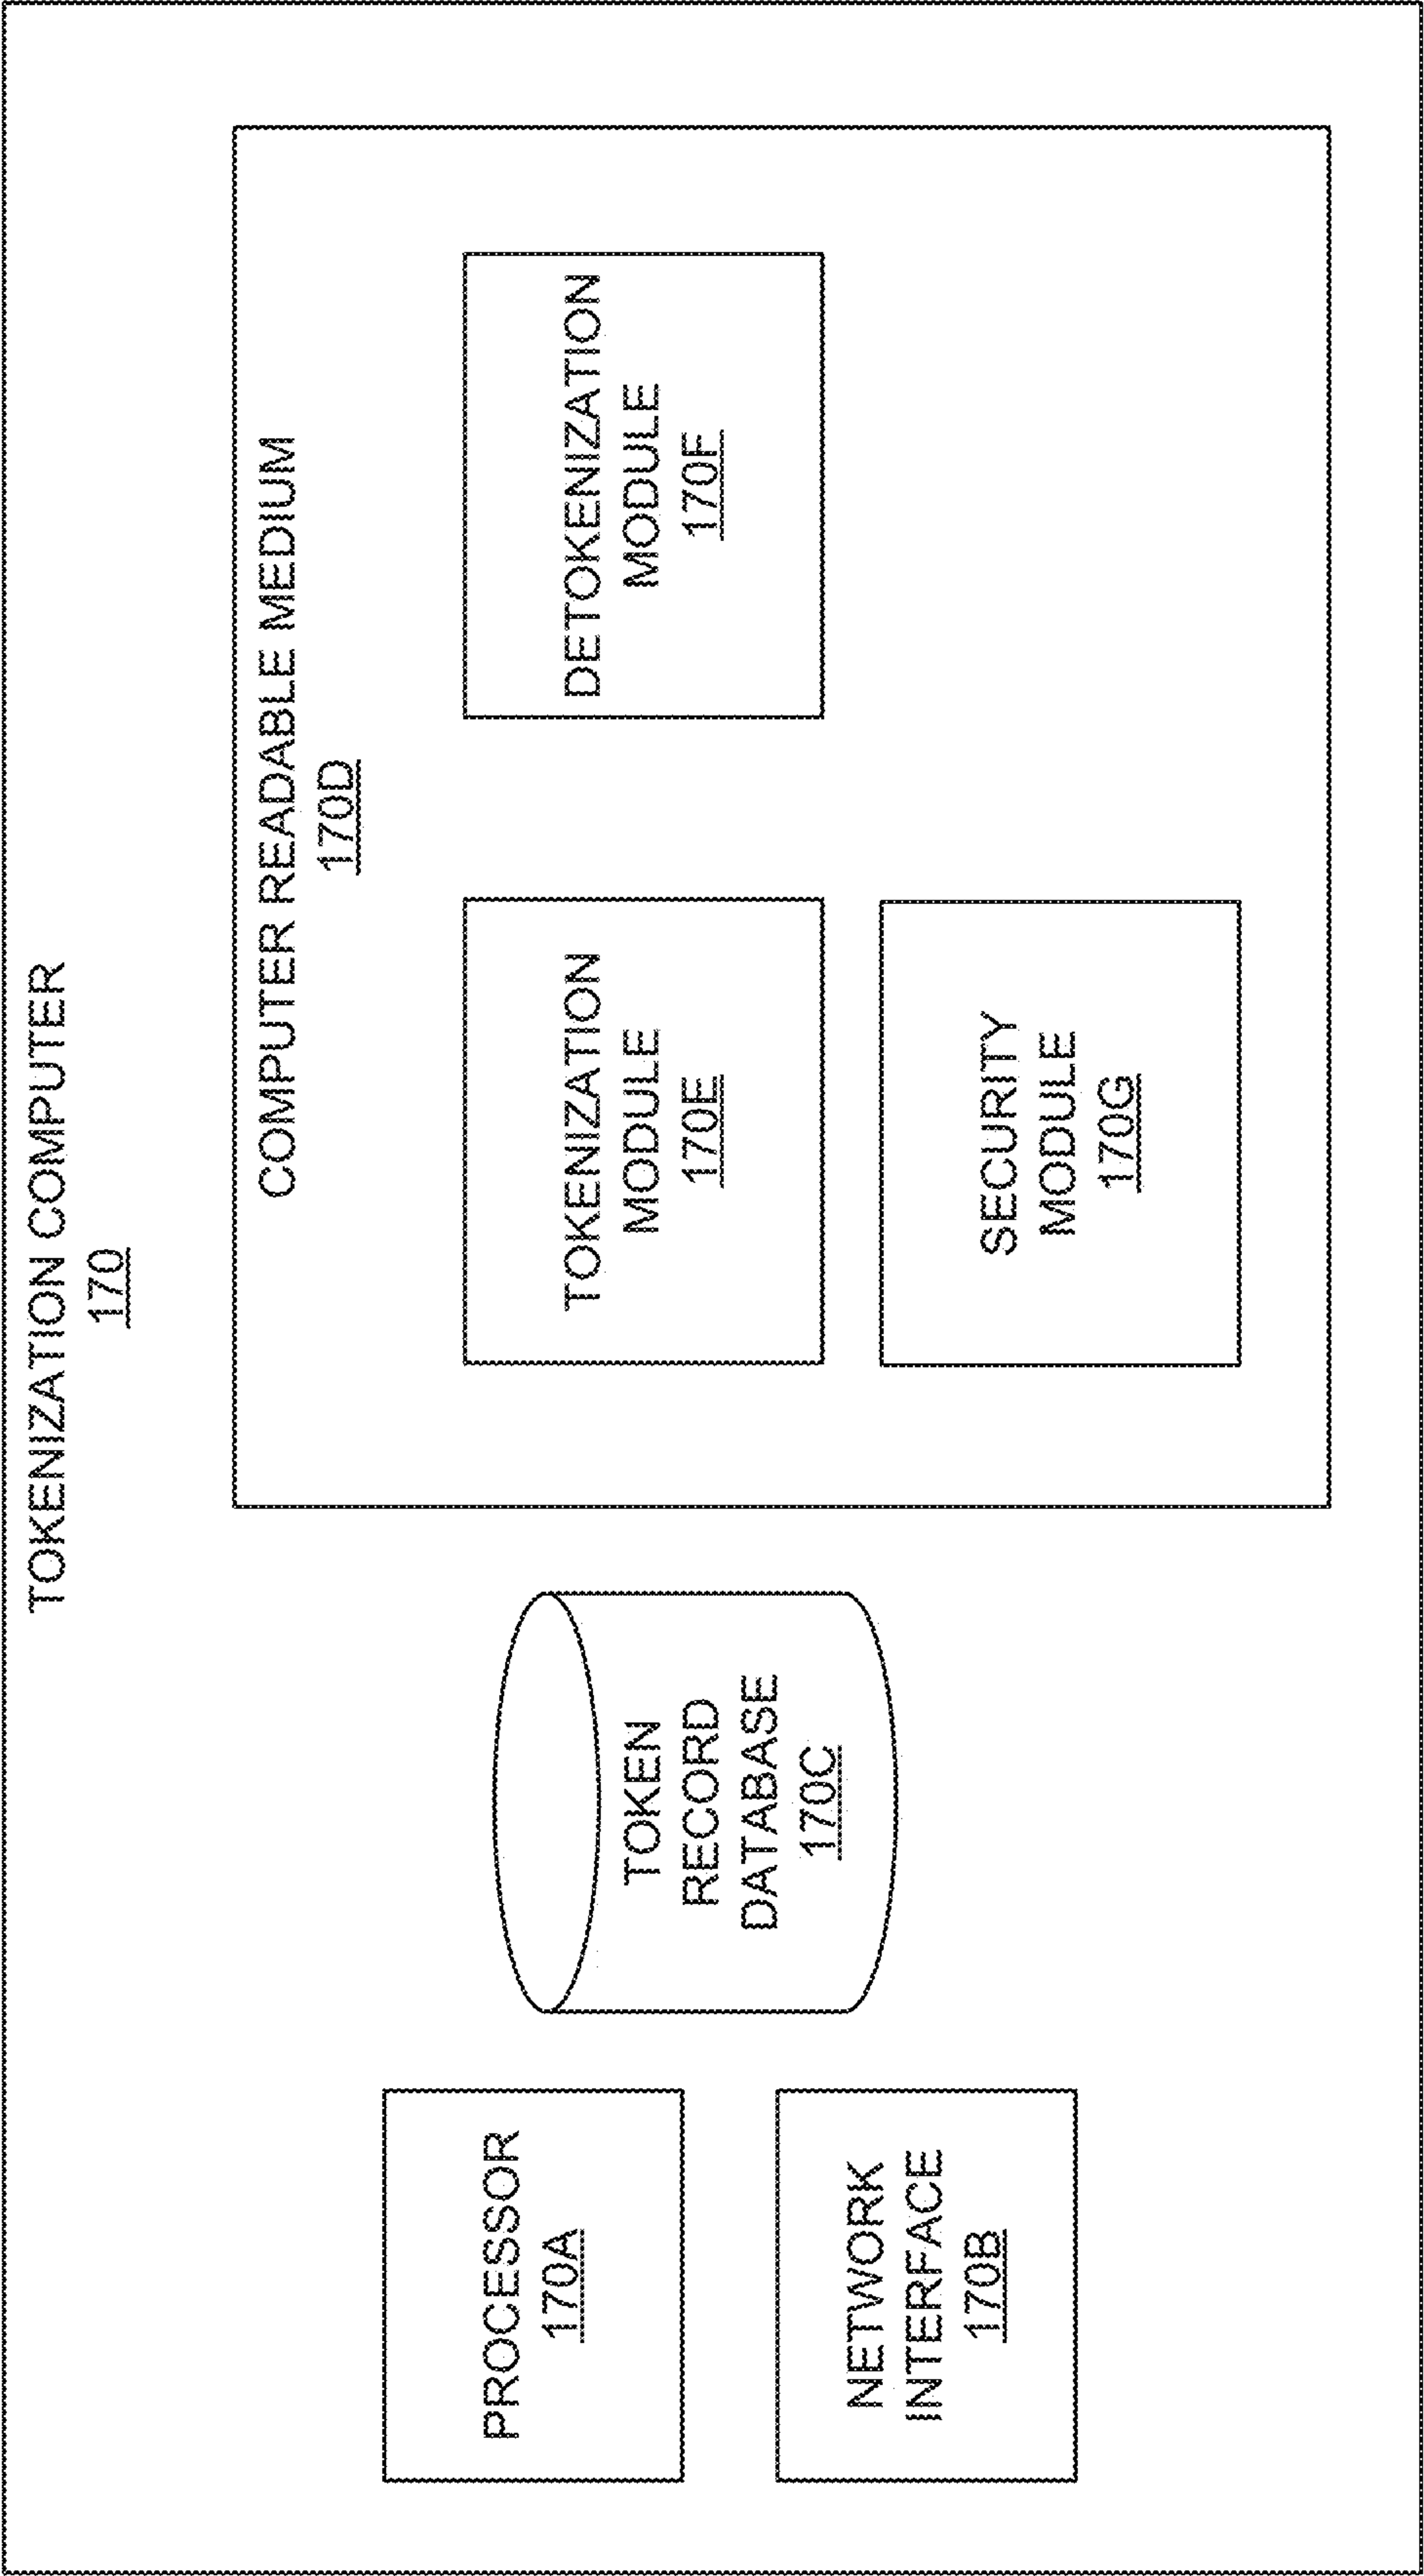 TOKENIZATION COMPUTER
170
PROCESSOR
170A
NETWORK
INTERFACE
170B
TOKEN
RECORD
DATABASE
170C
COMPUTER READABLE MEDIUM
170D
TOKENIZATION
MODULE
170E
DETOKENIZATION
MODULE
170F
SECURITY
MODULE
170G